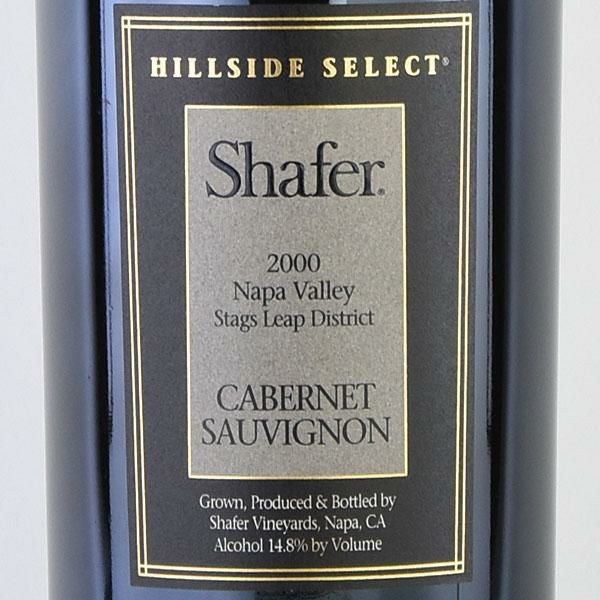 HILLSIDE SELECT®
Shafer®
2000
Napa Valley
Stags Leap District
CABERNET
SAUVIGNON
Grown, Produced & Bottled by
Shafer Vineyards, Napa, CA
Alcohol 14.8% by Volume